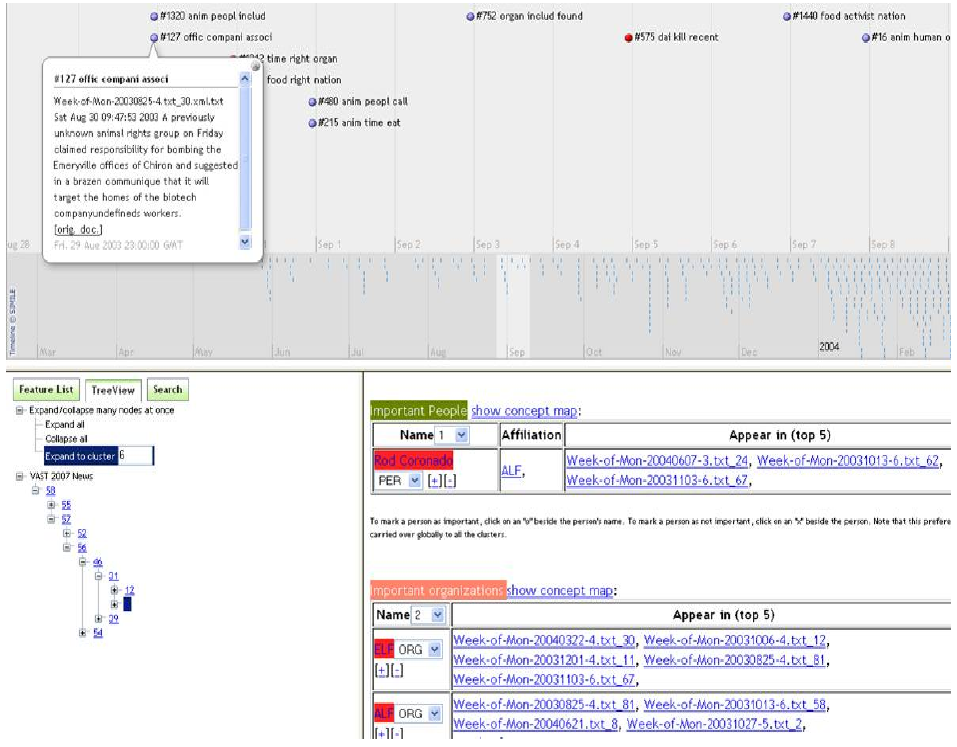 #1320 anim peopl includ
#752 organ includ found
#1440 food activist nation
#127 offic compani associ
#575 dai kill recent
#16 anim human o
time right organ
food right nation
#480 anim peopl call
#215 anim time eat
#127 offic compani associ
Week-of-Mon-20030825-4.txt_30.xml.txt
Sat Aug 30 09:47:53 2003 A previously
unknown animal rights group on Friday
claimed responsibility for bombing the
Emeryville offices of Chiron and suggested
in a brazen communique that it will
target the homes of the biotech
companyundefineds workers.
[orig. doc.]
Fri, 29 Aug 2003 23:00:00 GMT
ug 28
Sep 1
Sep 2
Sep 3
Sep 4
Sep 5
Sep 6
Sep 7
Sep 8
Timeline © SIMILE
Mar
Apr
May
Jun
Jul
Aug
Sep
Oct
Nov
Dec
2004
Feb
Feature List
TreeView
Search
Expand/collapse many nodes at once
Expand all
Collapse all
Expand to cluster 6
VAST 2007 News
58
55
57
52
56
46
31
12
39
54
Important People show concept map:
Name 1 Affiliation Appear in (top 5)
Rod Coronado
PER [+][-]
ALF,
Week-of-Mon-20040607-3.txt_24, Week-of-Mon-20031013-6.txt_62,
Week-of-Mon-20031103-6.txt_67,
To mark a person as important, click on an "o" beside the person's name. To mark a person as not important, click on an "x" beside the person. Note that this prefere
carried over globally to all the clusters.
Important organizations show concept map:
Name 2 Appear in (top 5)
ELF ORG
[+][-]
Week-of-Mon-20040322-4.txt_30, Week-of-Mon-20031006-4.txt_12,
Week-of-Mon-20031201-4.txt_11, Week-of-Mon-20030825-4.txt_81,
Week-of-Mon-20031103-6.txt_67,
ALF ORG
[+][-]
Week-of-Mon-20030825-4.txt_81, Week-of-Mon-20031013-6.txt_58,
Week-of-Mon-20040621.txt_8, Week-of-Mon-20031027-5.txt_2,